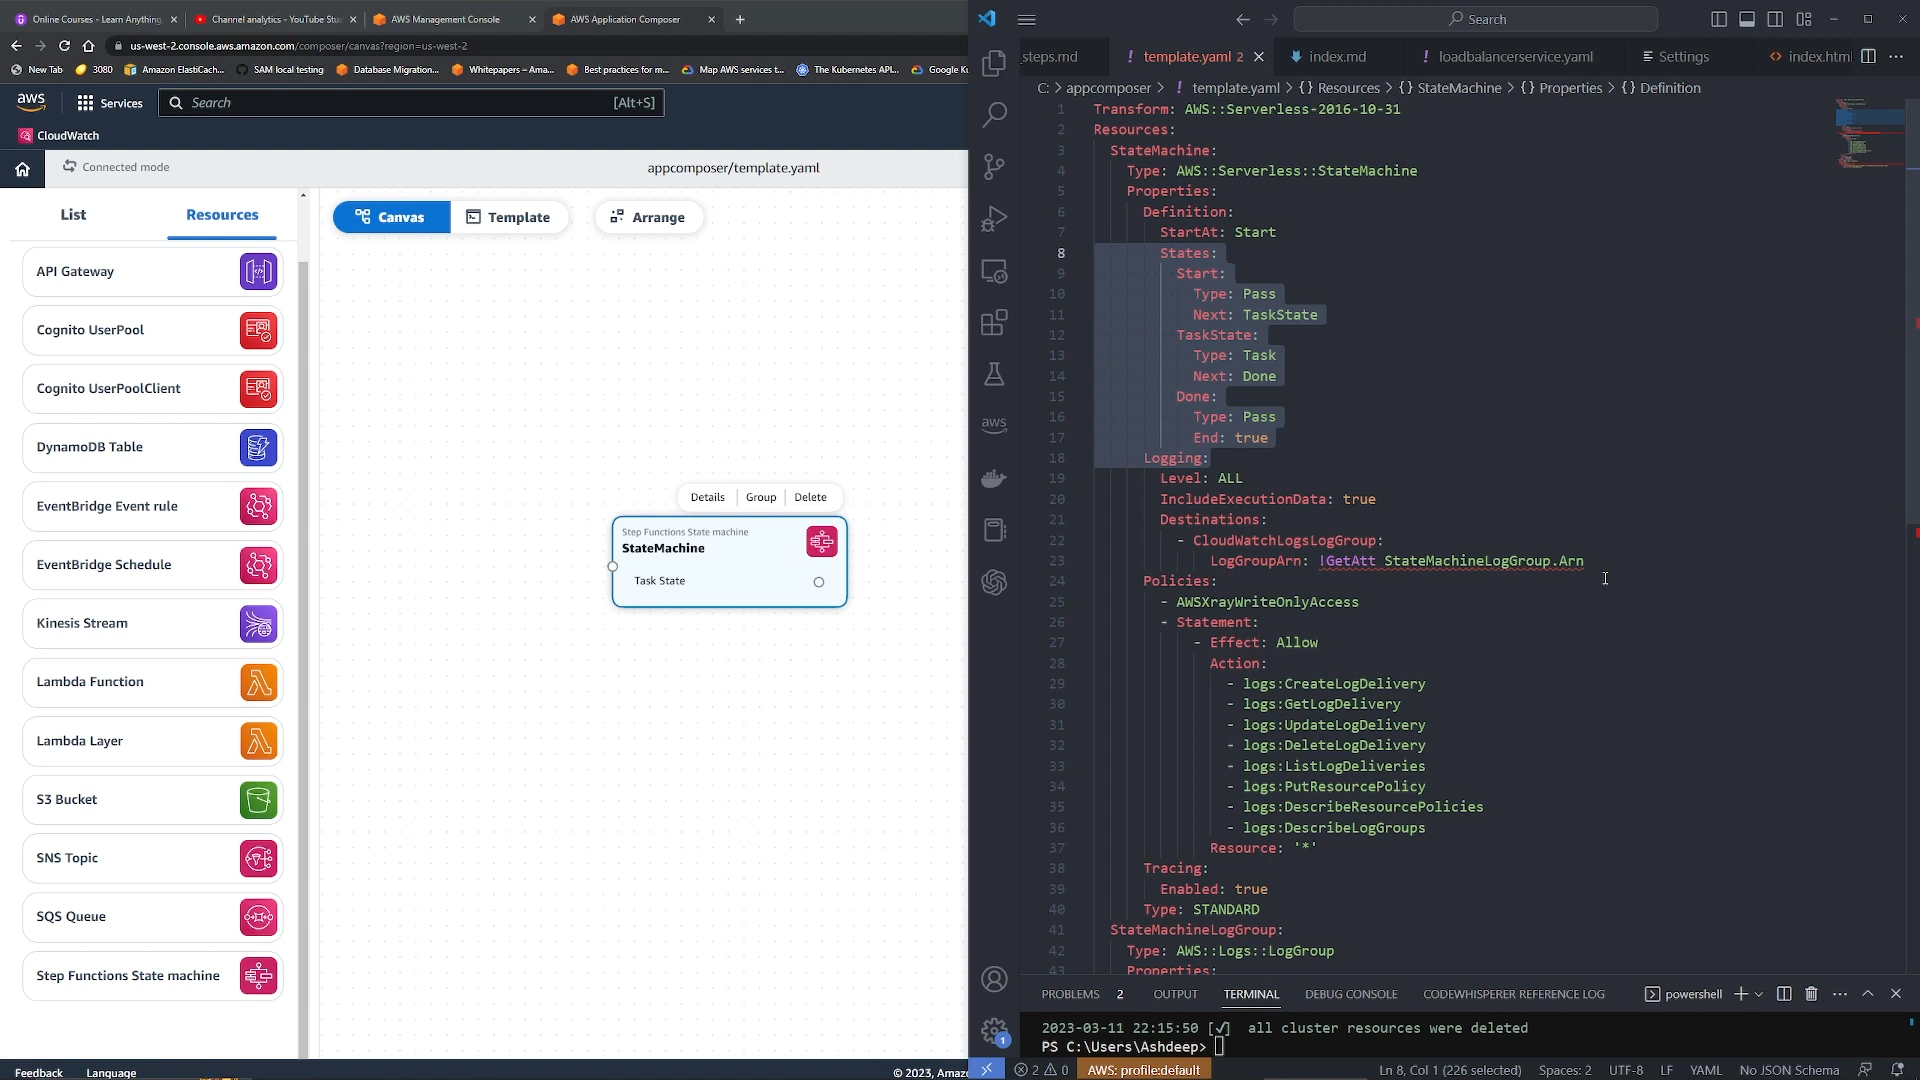 Online Courses - Learn Anything,
Channel analytics - YouTube Stu
AWS Management Console
AWS Application Composer
us-west-2.console.aws.amazon.com/composer/canvas?region=us-west-2
New Tab
3080
Amazon ElastiCach...
SAM local testing
Database Migration...
Whitepapers – Ama...
Best practices for m...
Map AWS services t...
The Kubernetes API...
Google Ku
aws
Services
Search
[Alt+S]
CloudWatch
Connected mode
appcomposer/template.yaml
List
Resources
Canvas
Template
Arrange
API Gateway
Cognito UserPool
Cognito UserPoolClient
DynamoDB Table
EventBridge Event rule
EventBridge Schedule
Kinesis Stream
Lambda Function
Lambda Layer
S3 Bucket
SNS Topic
SQS Queue
Step Functions State machine
Details
Group
Delete
Step Functions State machine
StateMachine
Task State
Feedback
Language
© 2023, Amazo
Search
steps.md
! template.yaml 2
index.md
! loadbalancerservice.yaml
Settings
<> index.html
C: > appcomposer > ! template.yaml > {} Resources > {} StateMachine > {} Properties > {} Definition
1 Transform: AWS::Serverless-2016-10-31
2 Resources:
3 StateMachine:
4 Type: AWS::Serverless::StateMachine
5 Properties:
6 Definition:
7 StartAt: Start
8 States:
9 Start:
10 Type: Pass
11 Next: TaskState
12 TaskState:
13 Type: Task
14 Next: Done
15 Done:
16 Type: Pass
17 End: true
18 Logging:
19 Level: ALL
20 IncludeExecutionData: true
21 Destinations:
22 - CloudWatchLogsLogGroup:
23 LogGroupArn: !GetAtt StateMachineLogGroup.Arn
24 Policies:
25 - AWSXrayWriteOnlyAccess
26 - Statement:
27 - Effect: Allow
28 Action:
29 - logs:CreateLogDelivery
30 - logs:GetLogDelivery
31 - logs:UpdateLogDelivery
32 - logs:DeleteLogDelivery
33 - logs:ListLogDeliveries
34 - logs:PutResourcePolicy
35 - logs:DescribeResourcePolicies
36 - logs:DescribeLogGroups
37 Resource: '*'
38 Tracing:
39 Enabled: true
40 Type: STANDARD
41 StateMachineLogGroup:
42 Type: AWS::Logs::LogGroup
43 Properties:
aws
PROBLEMS 2
OUTPUT
TERMINAL
DEBUG CONSOLE
CODEWHISPERER REFERENCE LOG
powershell
2023-03-11 22:15:50 [✓] all cluster resources were deleted
PS C:\Users\Ashdeep>
1
2
0
AWS: profile:default
Ln 8, Col 1 (226 selected)
Spaces: 2
UTF-8
LF
YAML
No JSON Schema